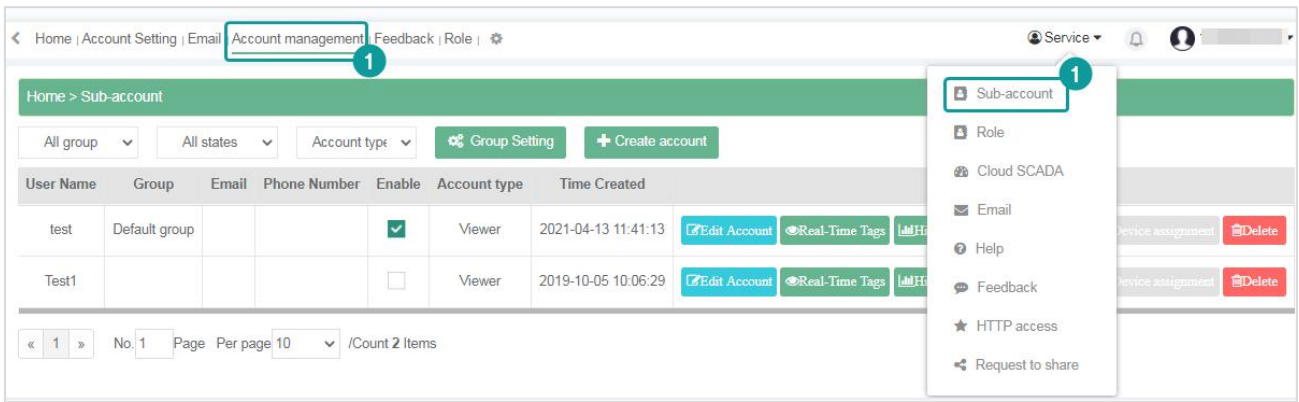 Home | Account Setting | Email | Account management | Feedback | Role |
Service
1
1
Home > Sub-account
Sub-account
All group All states Account type Group Setting Create account
Role
Cloud SCADA
User Name Group Email Phone Number Enable Account type Time Created
Email
test Default group Viewer 2021-04-13 11:41:13 Edit Account Real-Time Tags Device assignment Delete
Help
Test1 Viewer 2019-10-05 10:06:29 Edit Account Real-Time Tags Device assignment Delete
Feedback
HTTP access
« 1 » No. 1 Page Per page 10 /Count 2 Items
Request to share